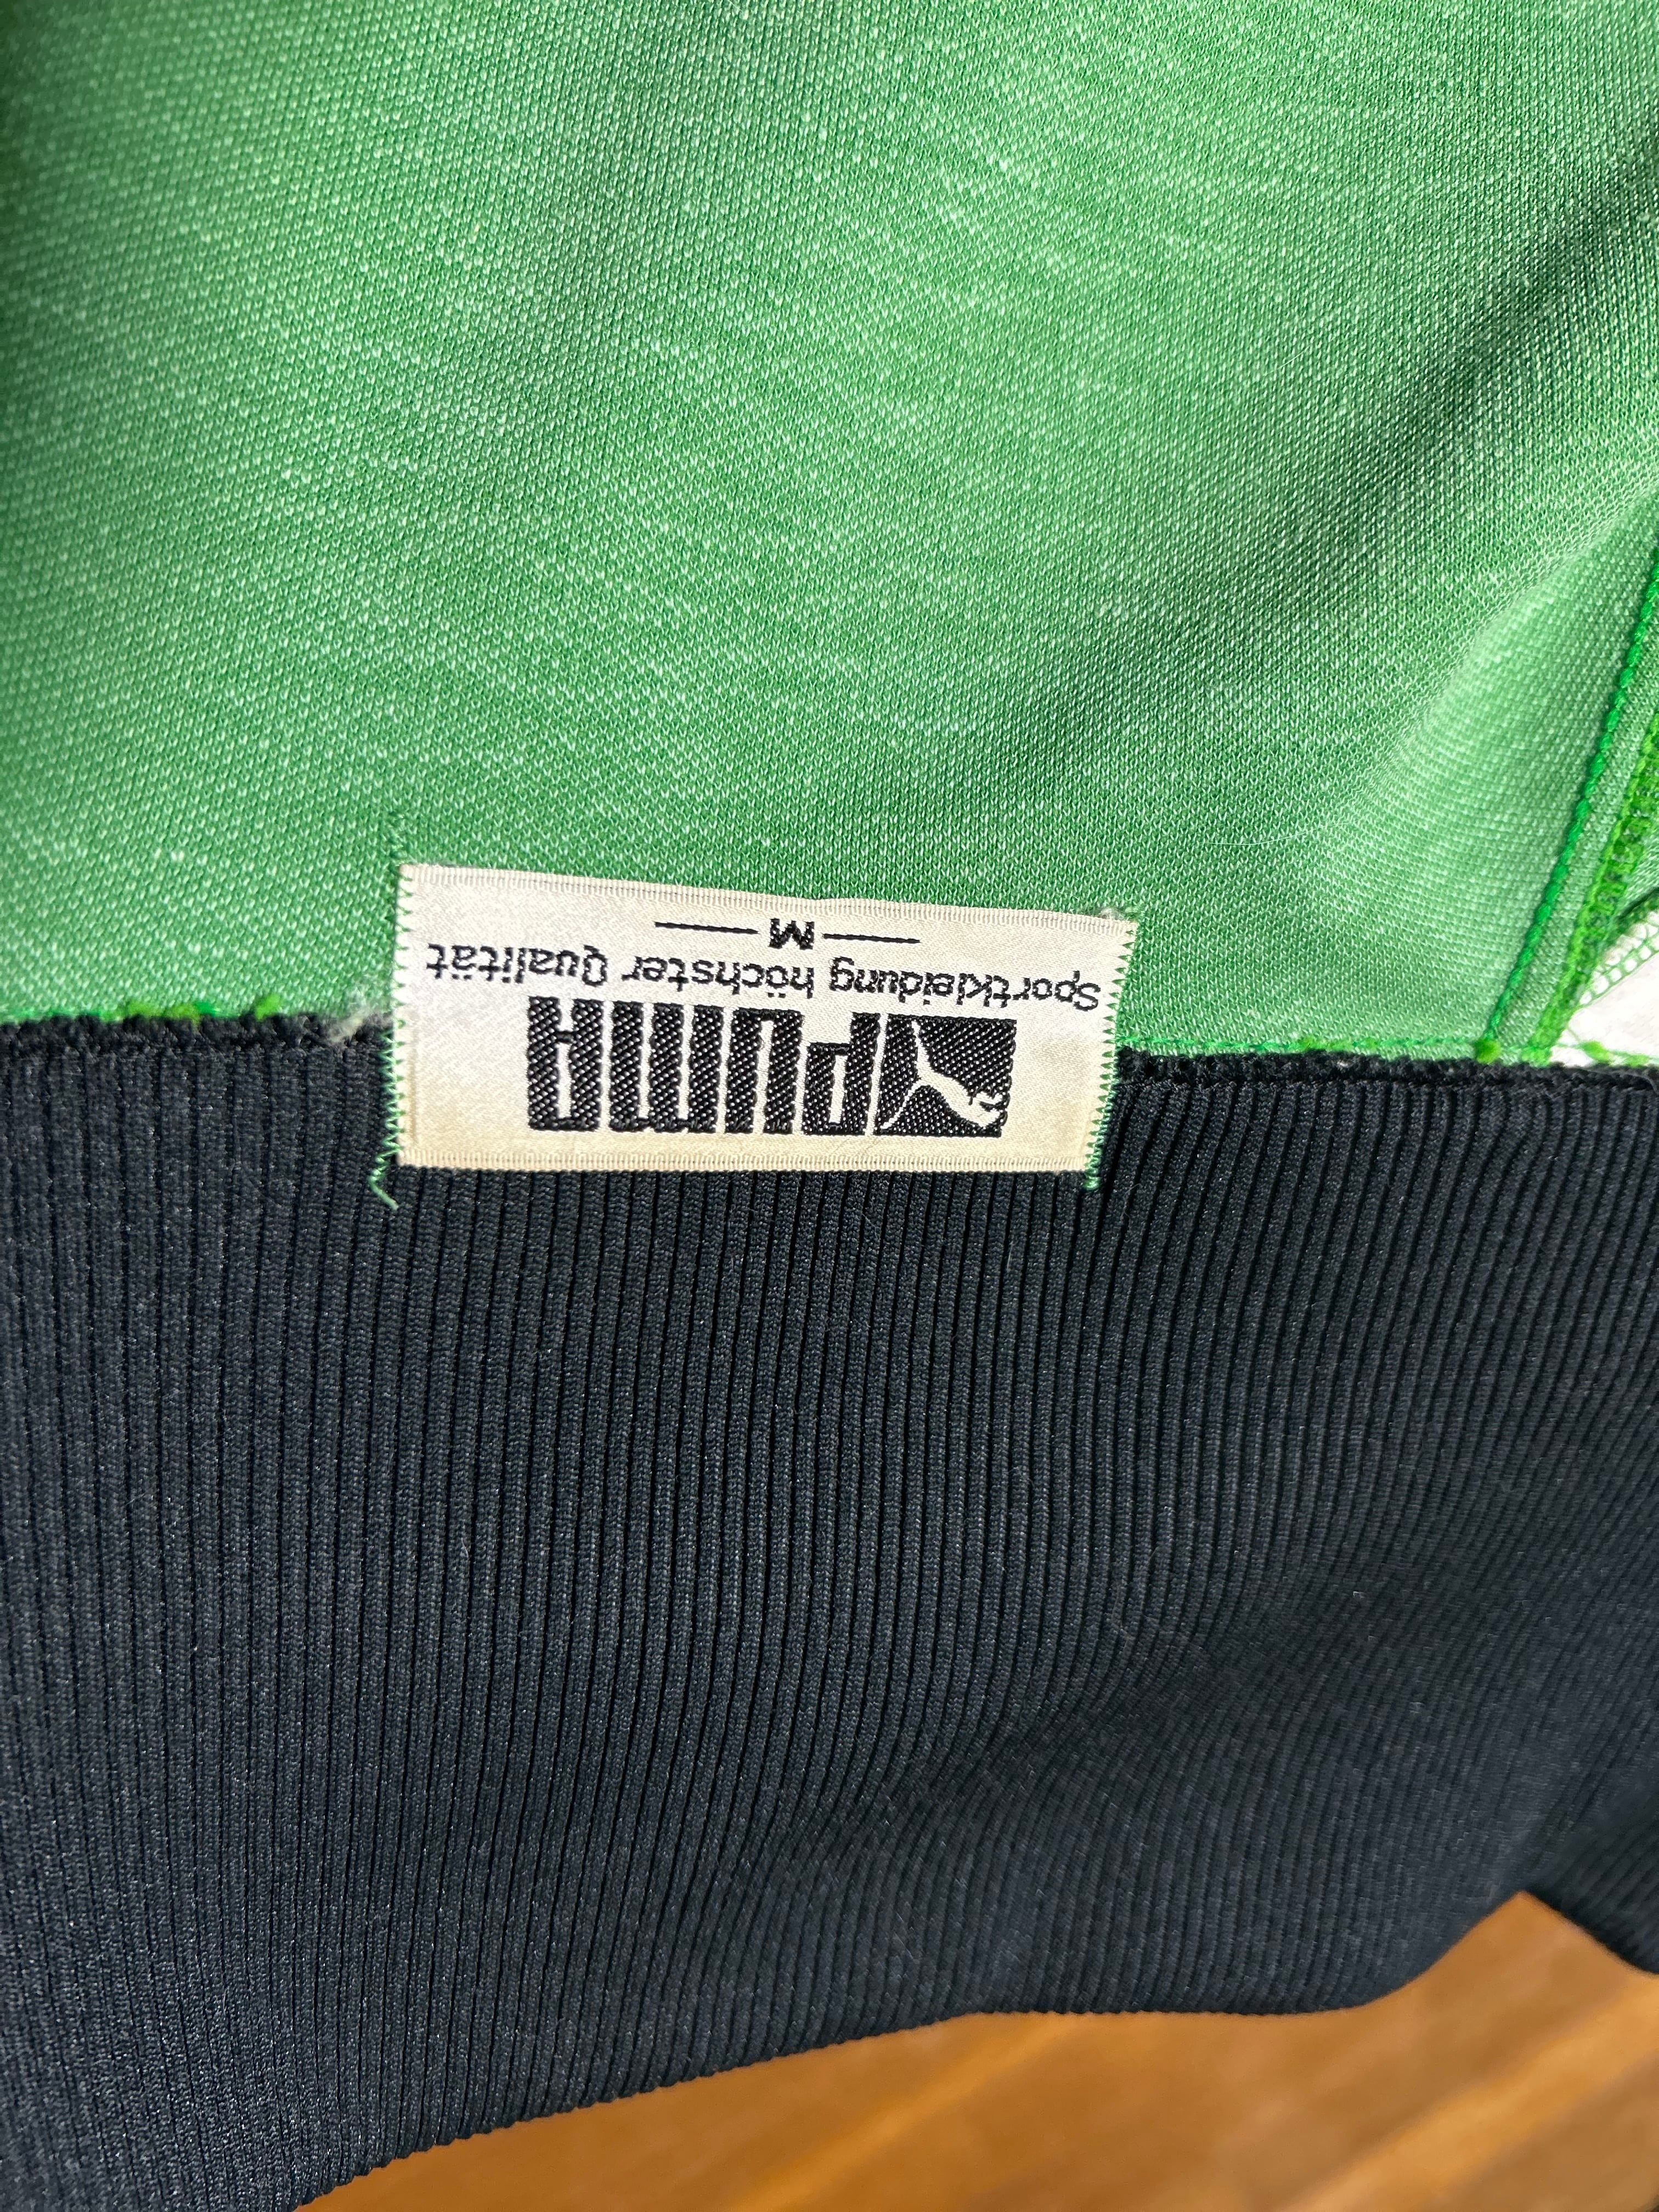 PUMA
Sportkleidung höchster Qualität
— M —